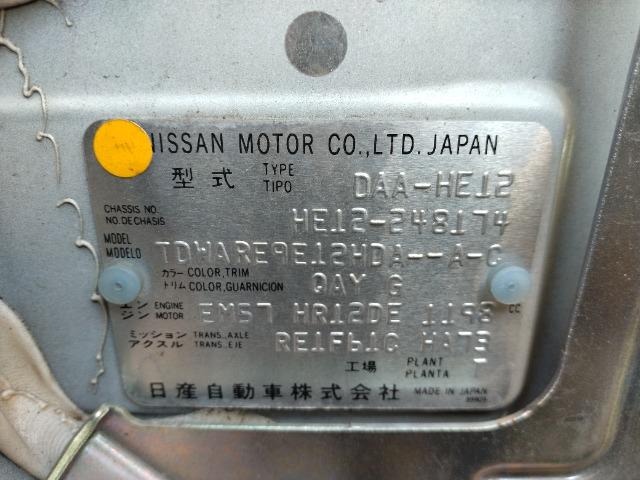 NISSAN MOTOR CO.,LTD. JAPAN
型式 TYPE TIPO DAA-HE12
CHASSIS NO. NO.DE CHASIS HE12-248174
MODEL MODELO TDWARE9E12HDA--A-C
カラー トリム COLOR,TRIM COLOR,GUARNICION QAY G
エンジン ENGINE MOTOR EM57 HR12DE 1198 CC
ミッション アクスル TRANS.,AXLE TRANS.,EJE RE1F61C HA73
工場 PLANT PLANTA T
日産自動車株式会社 MADE IN JAPAN